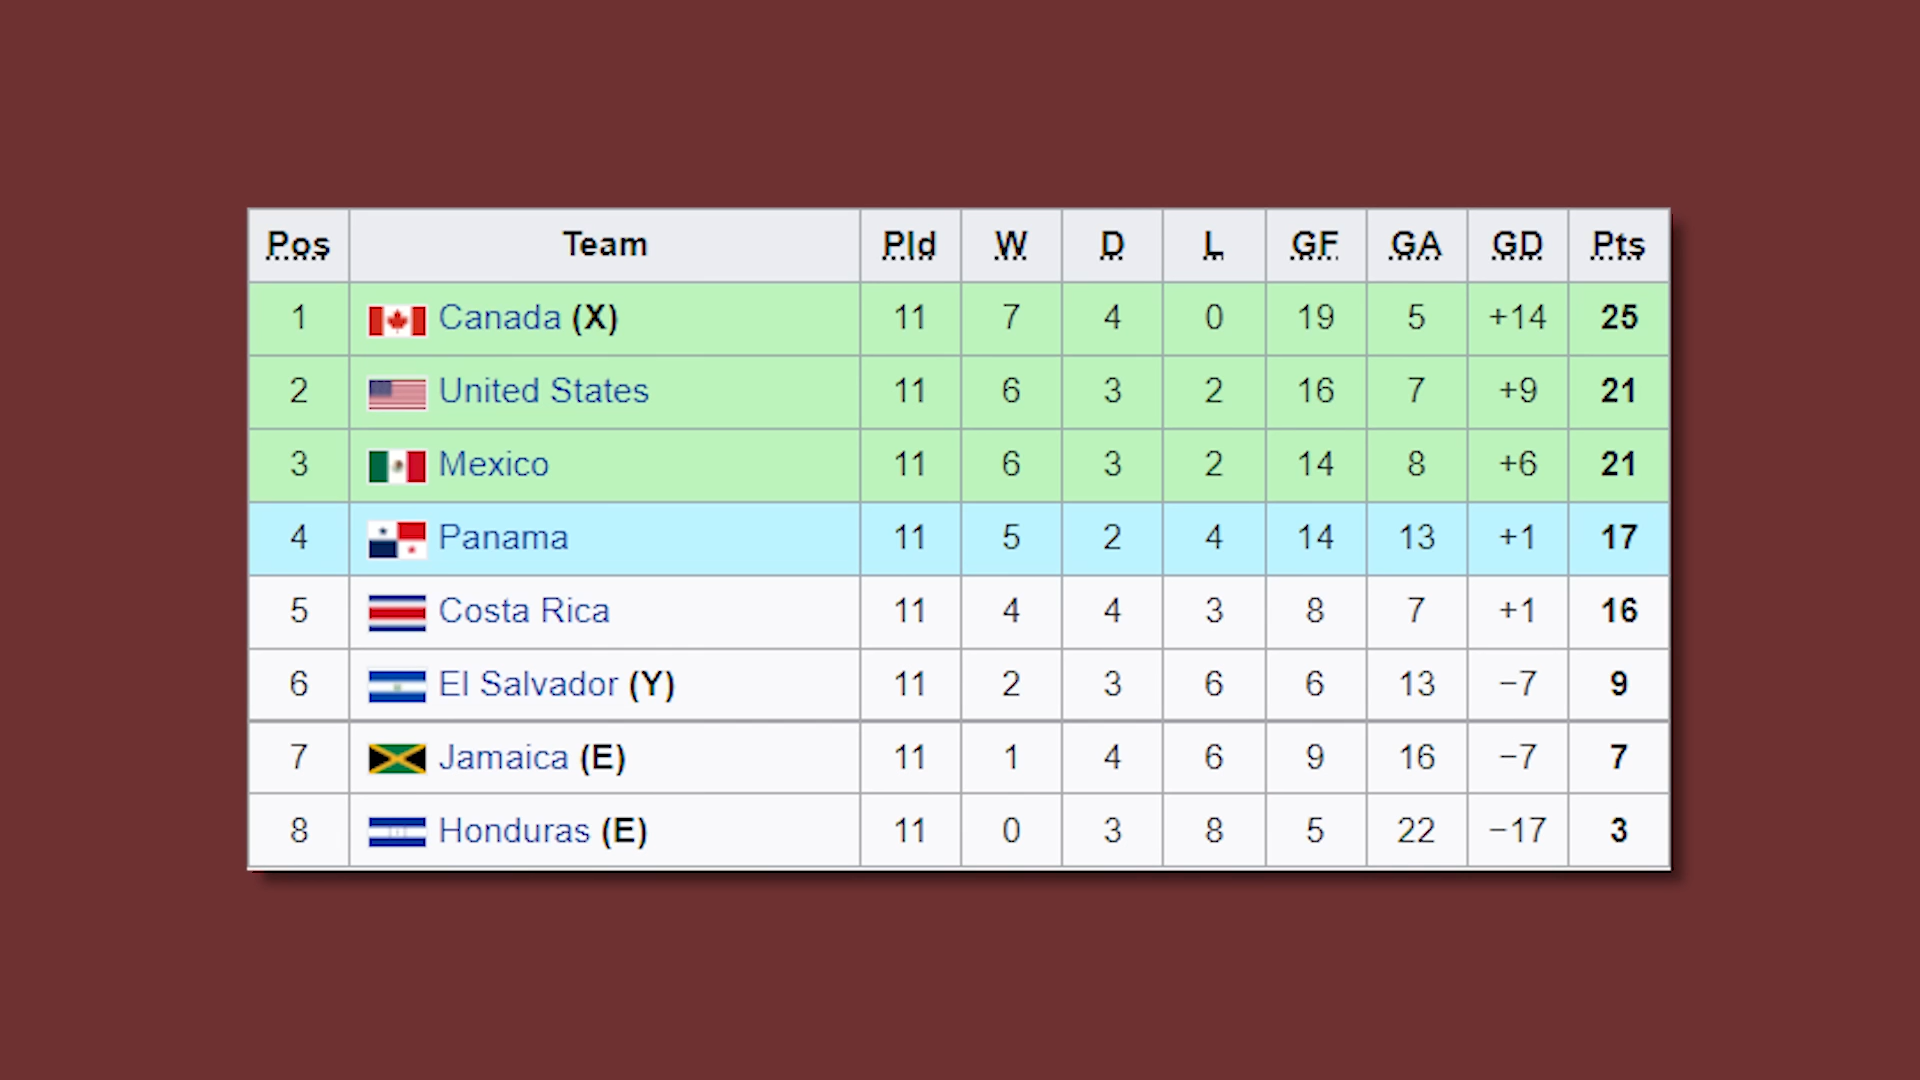 Pos Team Pld W D L GF GA GD Pts
1 Canada (X) 11 7 4 0 19 5 +14 25
2 United States 11 6 3 2 16 7 +9 21
3 Mexico 11 6 3 2 14 8 +6 21
4 Panama 11 5 2 4 14 13 +1 17
5 Costa Rica 11 4 4 3 8 7 +1 16
6 El Salvador (Y) 11 2 3 6 6 13 −7 9
7 Jamaica (E) 11 1 4 6 9 16 −7 7
8 Honduras (E) 11 0 3 8 5 22 −17 3